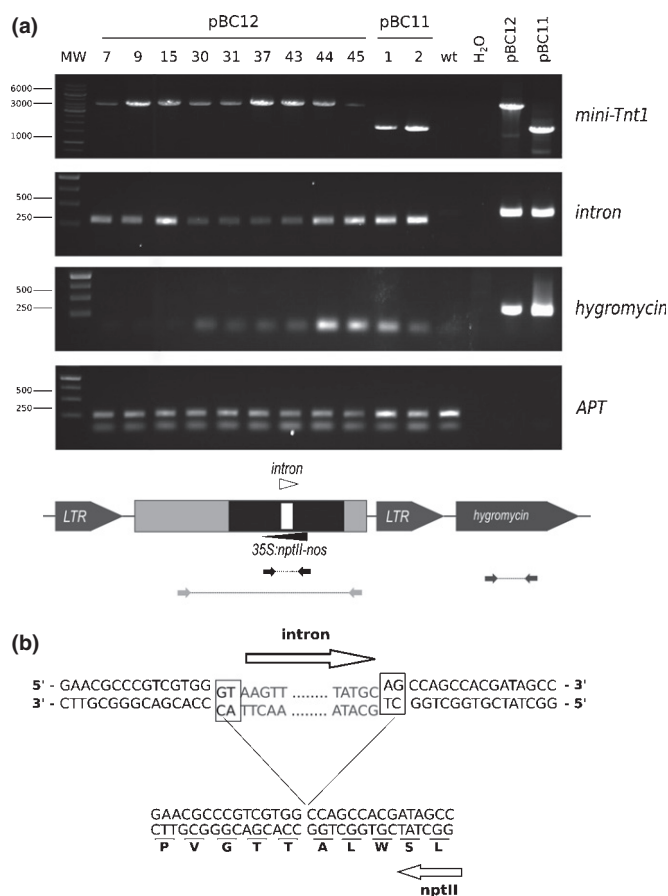 (a)
pBC12 pBC11
MW 7 9 15 30 31 37 43 44 45 1 2 wt H₂O pBC12 pBC11
6000
3000
1000
mini-Tnt1
500
250
intron
500
250
hygromycin
500
250
APT
intron
LTR LTR hygromycin
35S:nptII-nos
(b)
intron
5' - GAACGCCCGTCGTGG GT AAGTT ........ TATGC AG CCAGCCACGATAGCC - 3'
3' - CTTGCGGGCAGCACC CA TTCAA ...... ATACG TC GGTCGGTGCTATCGG - 5'
GAACGCCCGTCGTGG CCAGCCACGATAGCC
CTTGCGGGCAGCACC GGTCGGTGCTATCGG
P V G T T A L W S L
nptII